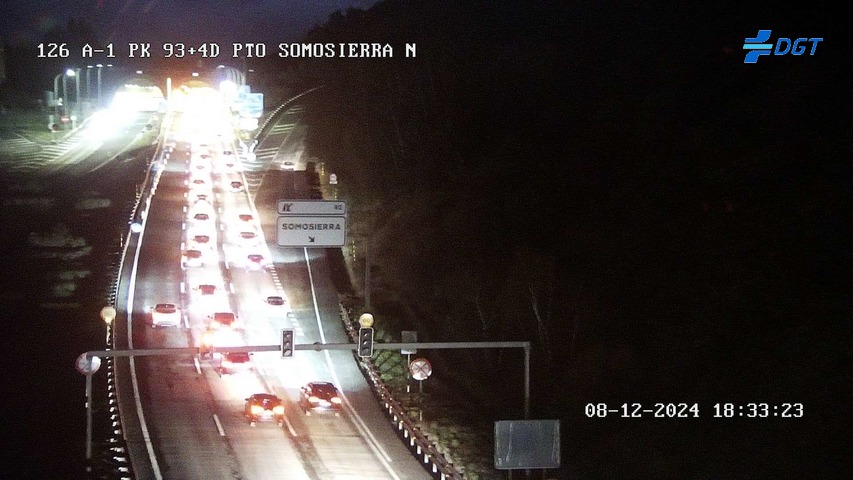 126 A-1 PK 93+4D PTO SOMOSIERRA N
DGT
SOMOSIERRA
08-12-2024 18:33:23